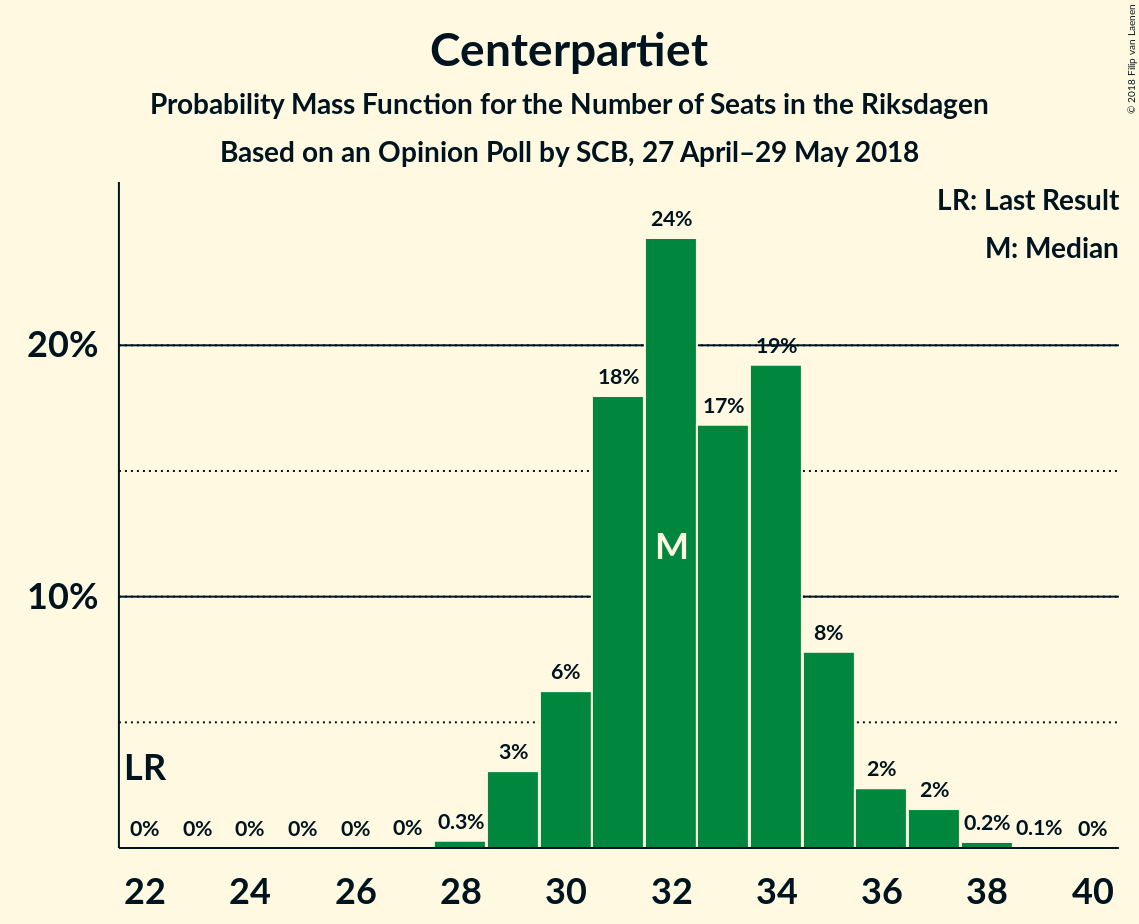 Centerpartiet
Probability Mass Function for the Number of Seats in the Riksdagen
Based on an Opinion Poll by SCB, 27 April–29 May 2018
© 2018 Filip van Laenen
LR: Last Result
M: Median
20%
10%
LR
M
0%
0%
0%
0%
0%
0%
0.3%
3%
6%
18%
24%
17%
19%
8%
2%
2%
0.2%
0.1%
0%
22 24 26 28 30 32 34 36 38 40